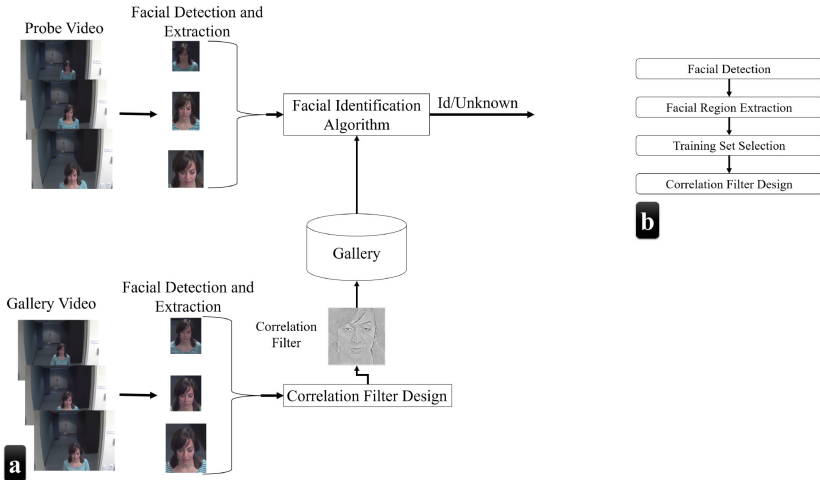 Probe Video
Facial Detection and
Extraction
Facial Identification
Algorithm
Id/Unknown
Gallery
Gallery Video
Facial Detection and
Extraction
Correlation
Filter
Correlation Filter Design
a
Facial Detection
Facial Region Extraction
Training Set Selection
Correlation Filter Design
b